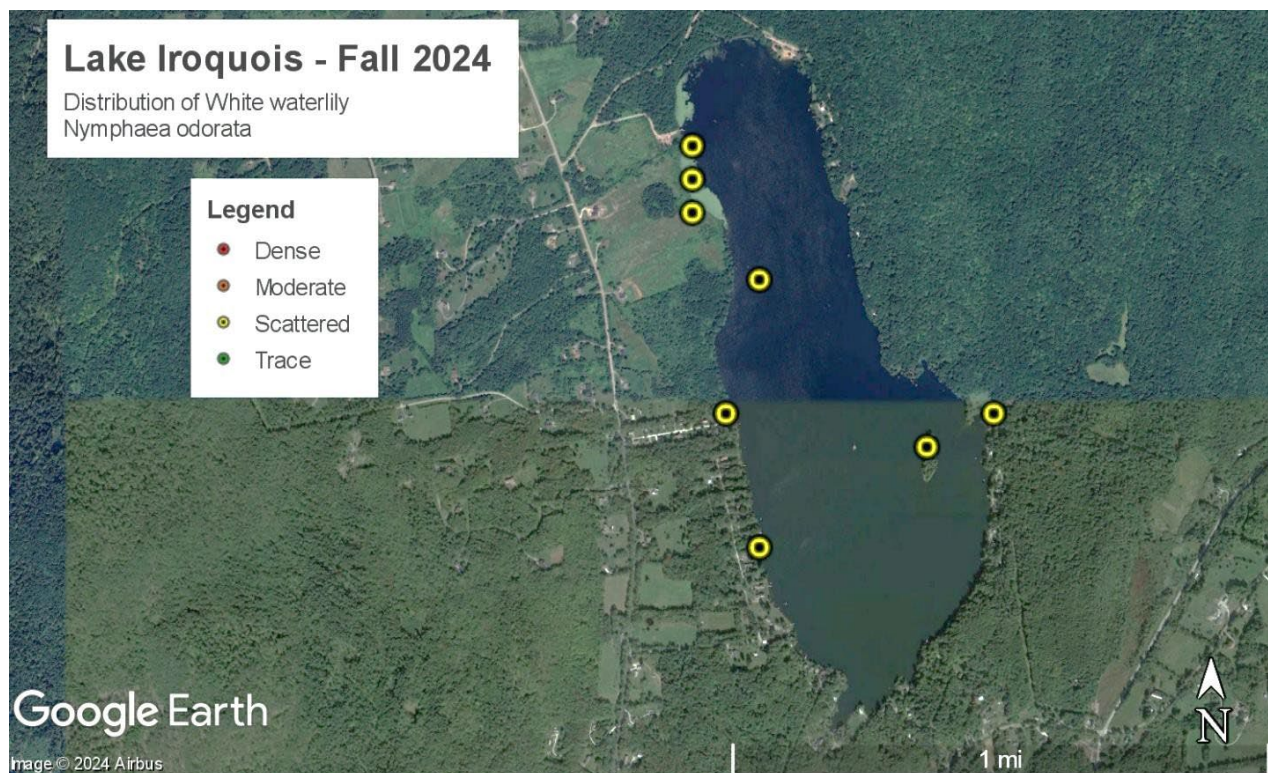 Lake Iroquois - Fall 2024
Distribution of White waterlily
Nymphaea odorata
Legend
Dense
Moderate
Scattered
Trace
Google Earth
N
Image © 2024 Airbus
1 mi